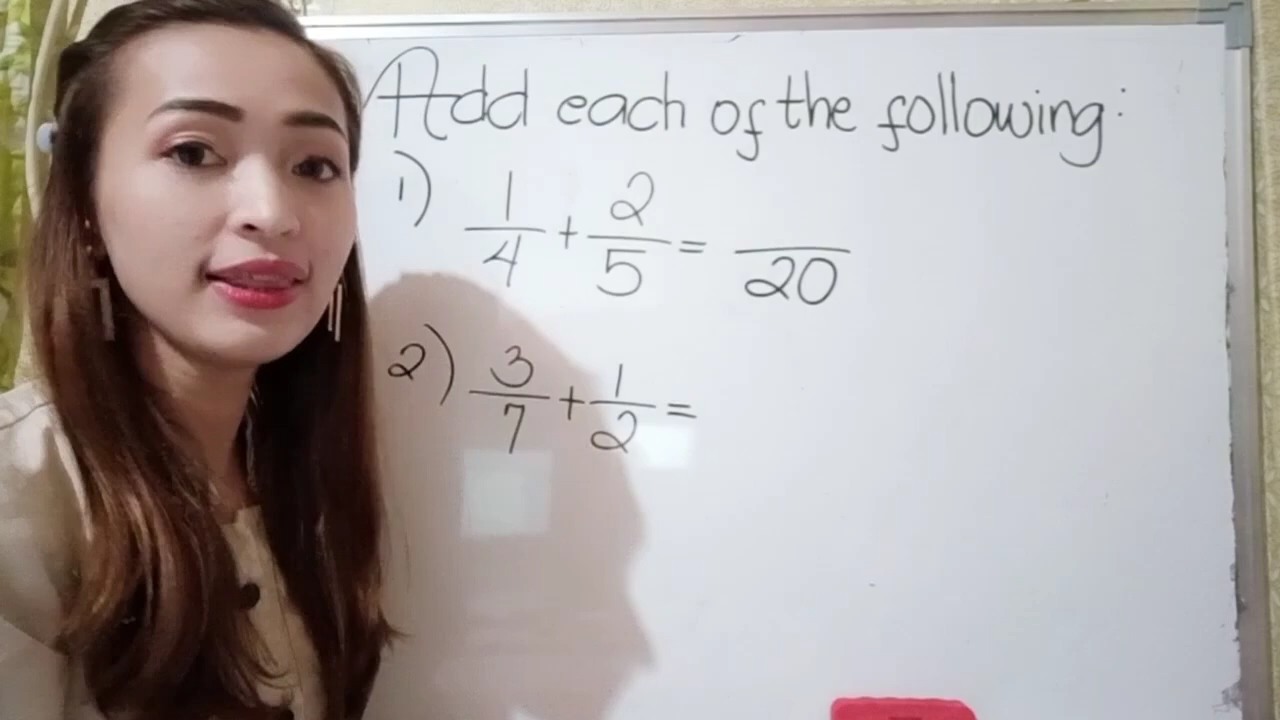 Add each of the following:
1) 1/4 + 2/5 = /20
2) 3/7 + 1/2 =